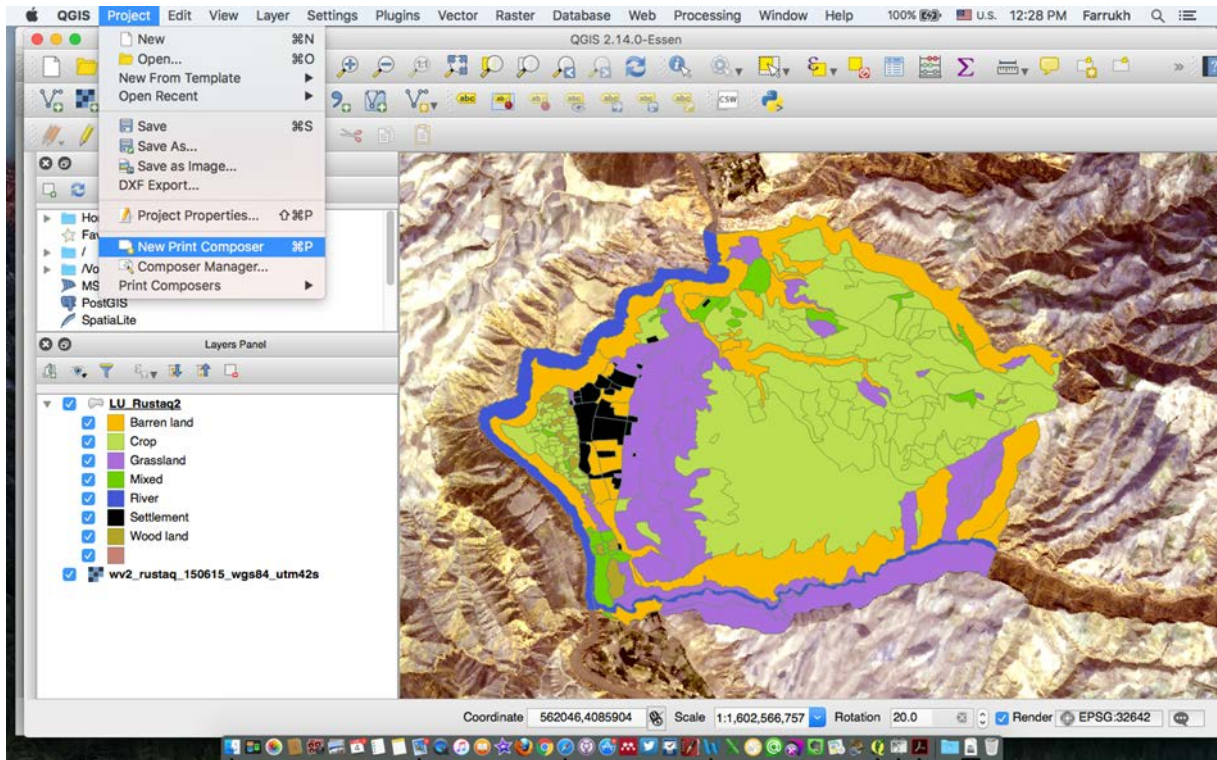 QGIS Project Edit View Layer Settings Plugins Vector Raster Database Web Processing Window Help 100% U.S. 12:28 PM Farrukh
QGIS 2.14.0-Essen
New ⌘N
Open... ⌘O
New From Template
Open Recent
Save ⌘S
Save As...
Save as Image...
DXF Export...
Project Properties... ⇧⌘P
New Print Composer ⌘P
Composer Manager...
Print Composers
abc
CSW
/
MS
PostGIS
SpatiaLite
Layers Panel
LU_Rustaq2
Barren land
Crop
Grassland
Mixed
River
Settlement
Wood land
wv2_rustaq_150615_wgs84_utm42s
Coordinate 562046,4085904 Scale 1:1,602,566,757 Rotation 20.0 Render EPSG:32642